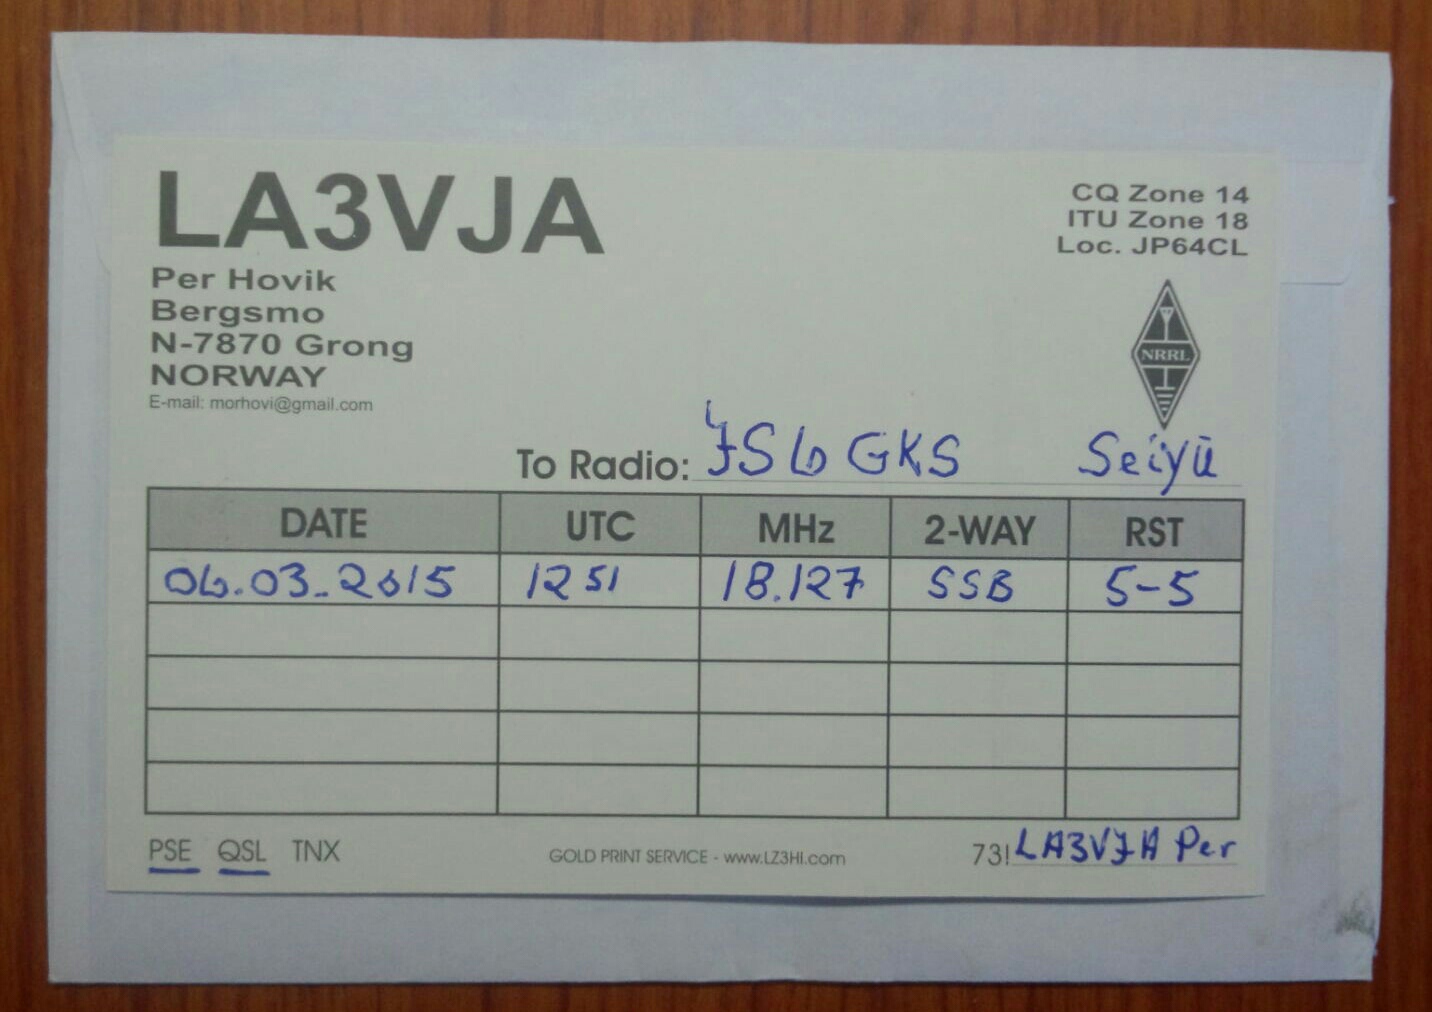 LA3VJA
Per Hovik
Bergsmo
N-7870 Grong
NORWAY
E-mail: morhovi@gmail.com
CQ Zone 14
ITU Zone 18
Loc. JP64CL
NRRL
To Radio: JS6GKS Seiyu
DATE UTC MHz 2-WAY RST
06.03.2015 1251 18.127 SSB 5-5
PSE QSL TNX GOLD PRINT SERVICE - www.LZ3HI.com 73! LA3VJA Per